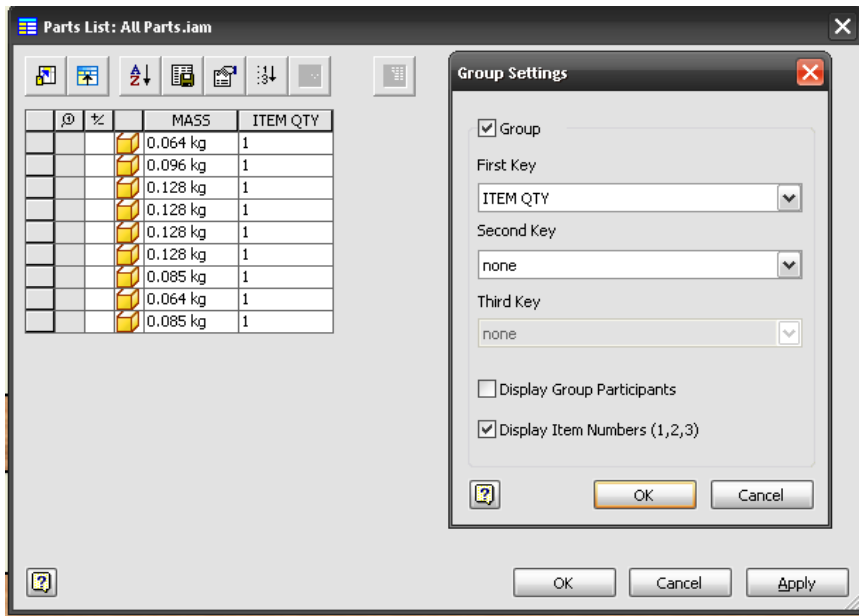 Parts List: All Parts.iam
MASS ITEM QTY
0.064 kg 1
0.096 kg 1
0.128 kg 1
0.128 kg 1
0.128 kg 1
0.128 kg 1
0.085 kg 1
0.064 kg 1
0.085 kg 1
Group Settings
Group
First Key
ITEM QTY
Second Key
none
Third Key
none
Display Group Participants
Display Item Numbers (1,2,3)
OK Cancel
OK Cancel Apply